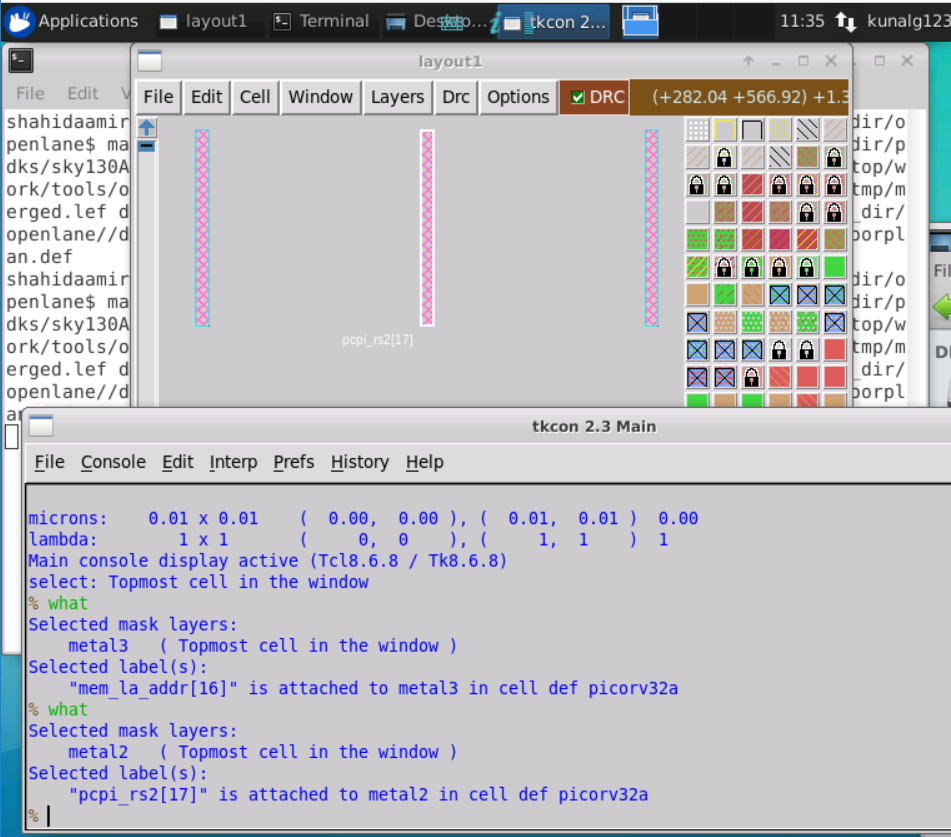 Applications layout1 Terminal Deskto... tkcon 2... 11:35 kunalg123
layout1
File Edit
File Edit Cell Window Layers Drc Options DRC (+282.04 +566.92) +1.3
shahidaamir
dir/o
penlane$ ma
dir/p
dks/sky130A
top/w
ork/tools/o
tmp/m
erged.lef d
_dir/
openlane//d
oorpl
an.def
shahidaamir
dir/o
penlane$ ma
dir/p
dks/sky130A
top/w
ork/tools/o
tmp/m
erged.lef d
_dir/
openlane//d
oorpl
pcpi_rs2[17]
Fil
tkcon 2.3 Main
File Console Edit Interp Prefs History Help
microns: 0.01 x 0.01 ( 0.00, 0.00 ), ( 0.01, 0.01 ) 0.00
lambda: 1 x 1 ( 0, 0 ), ( 1, 1 ) 1
Main console display active (Tcl8.6.8 / Tk8.6.8)
select: Topmost cell in the window
% what
Selected mask layers:
metal3 ( Topmost cell in the window )
Selected label(s):
"mem_la_addr[16]" is attached to metal3 in cell def picorv32a
% what
Selected mask layers:
metal2 ( Topmost cell in the window )
Selected label(s):
"pcpi_rs2[17]" is attached to metal2 in cell def picorv32a
%